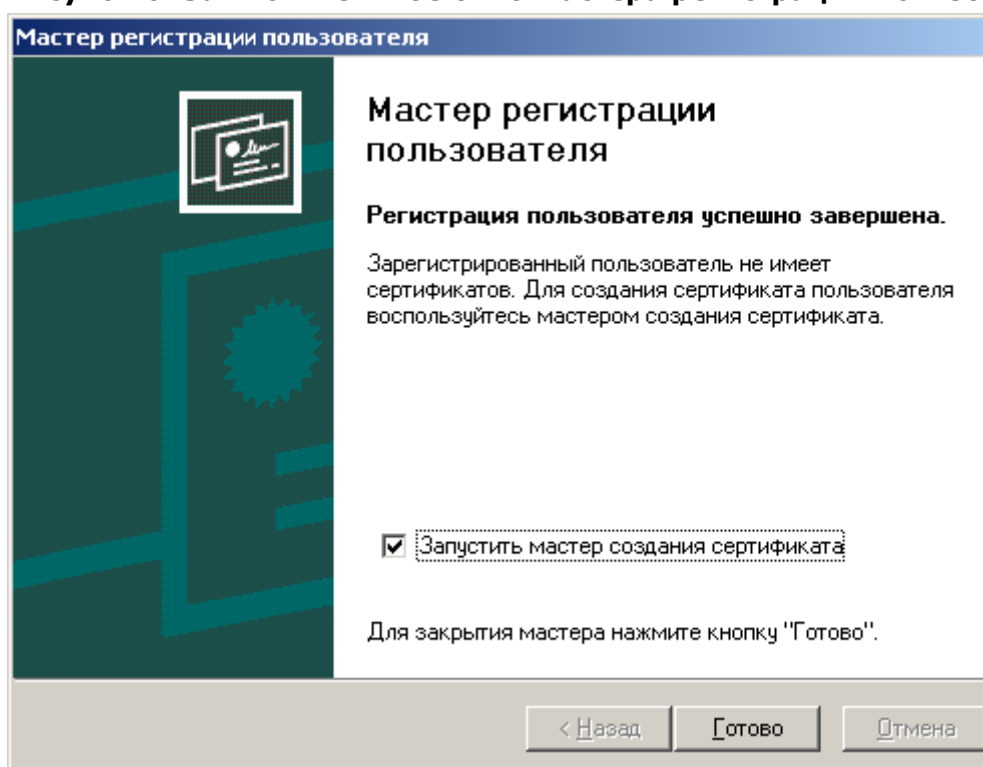 Мастер регистрации пользователя
Мастер регистрации
пользователя
Регистрация пользователя успешно завершена.
Зарегистрированный пользователь не имеет
сертификатов. Для создания сертификата пользователя
воспользуйтесь мастером создания сертификата.
Запустить мастер создания сертификата
Для закрытия мастера нажмите кнопку "Готово".
< Назад Готово Отмена